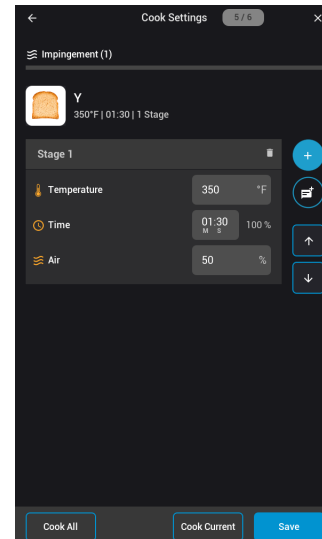 Cook Settings 5 / 6
Impingement (1)
Y
350°F | 01:30 | 1 Stage
Stage 1
Temperature 350 °F
Time 01:30 100 %
M S
Air 50 %
Cook All Cook Current Save